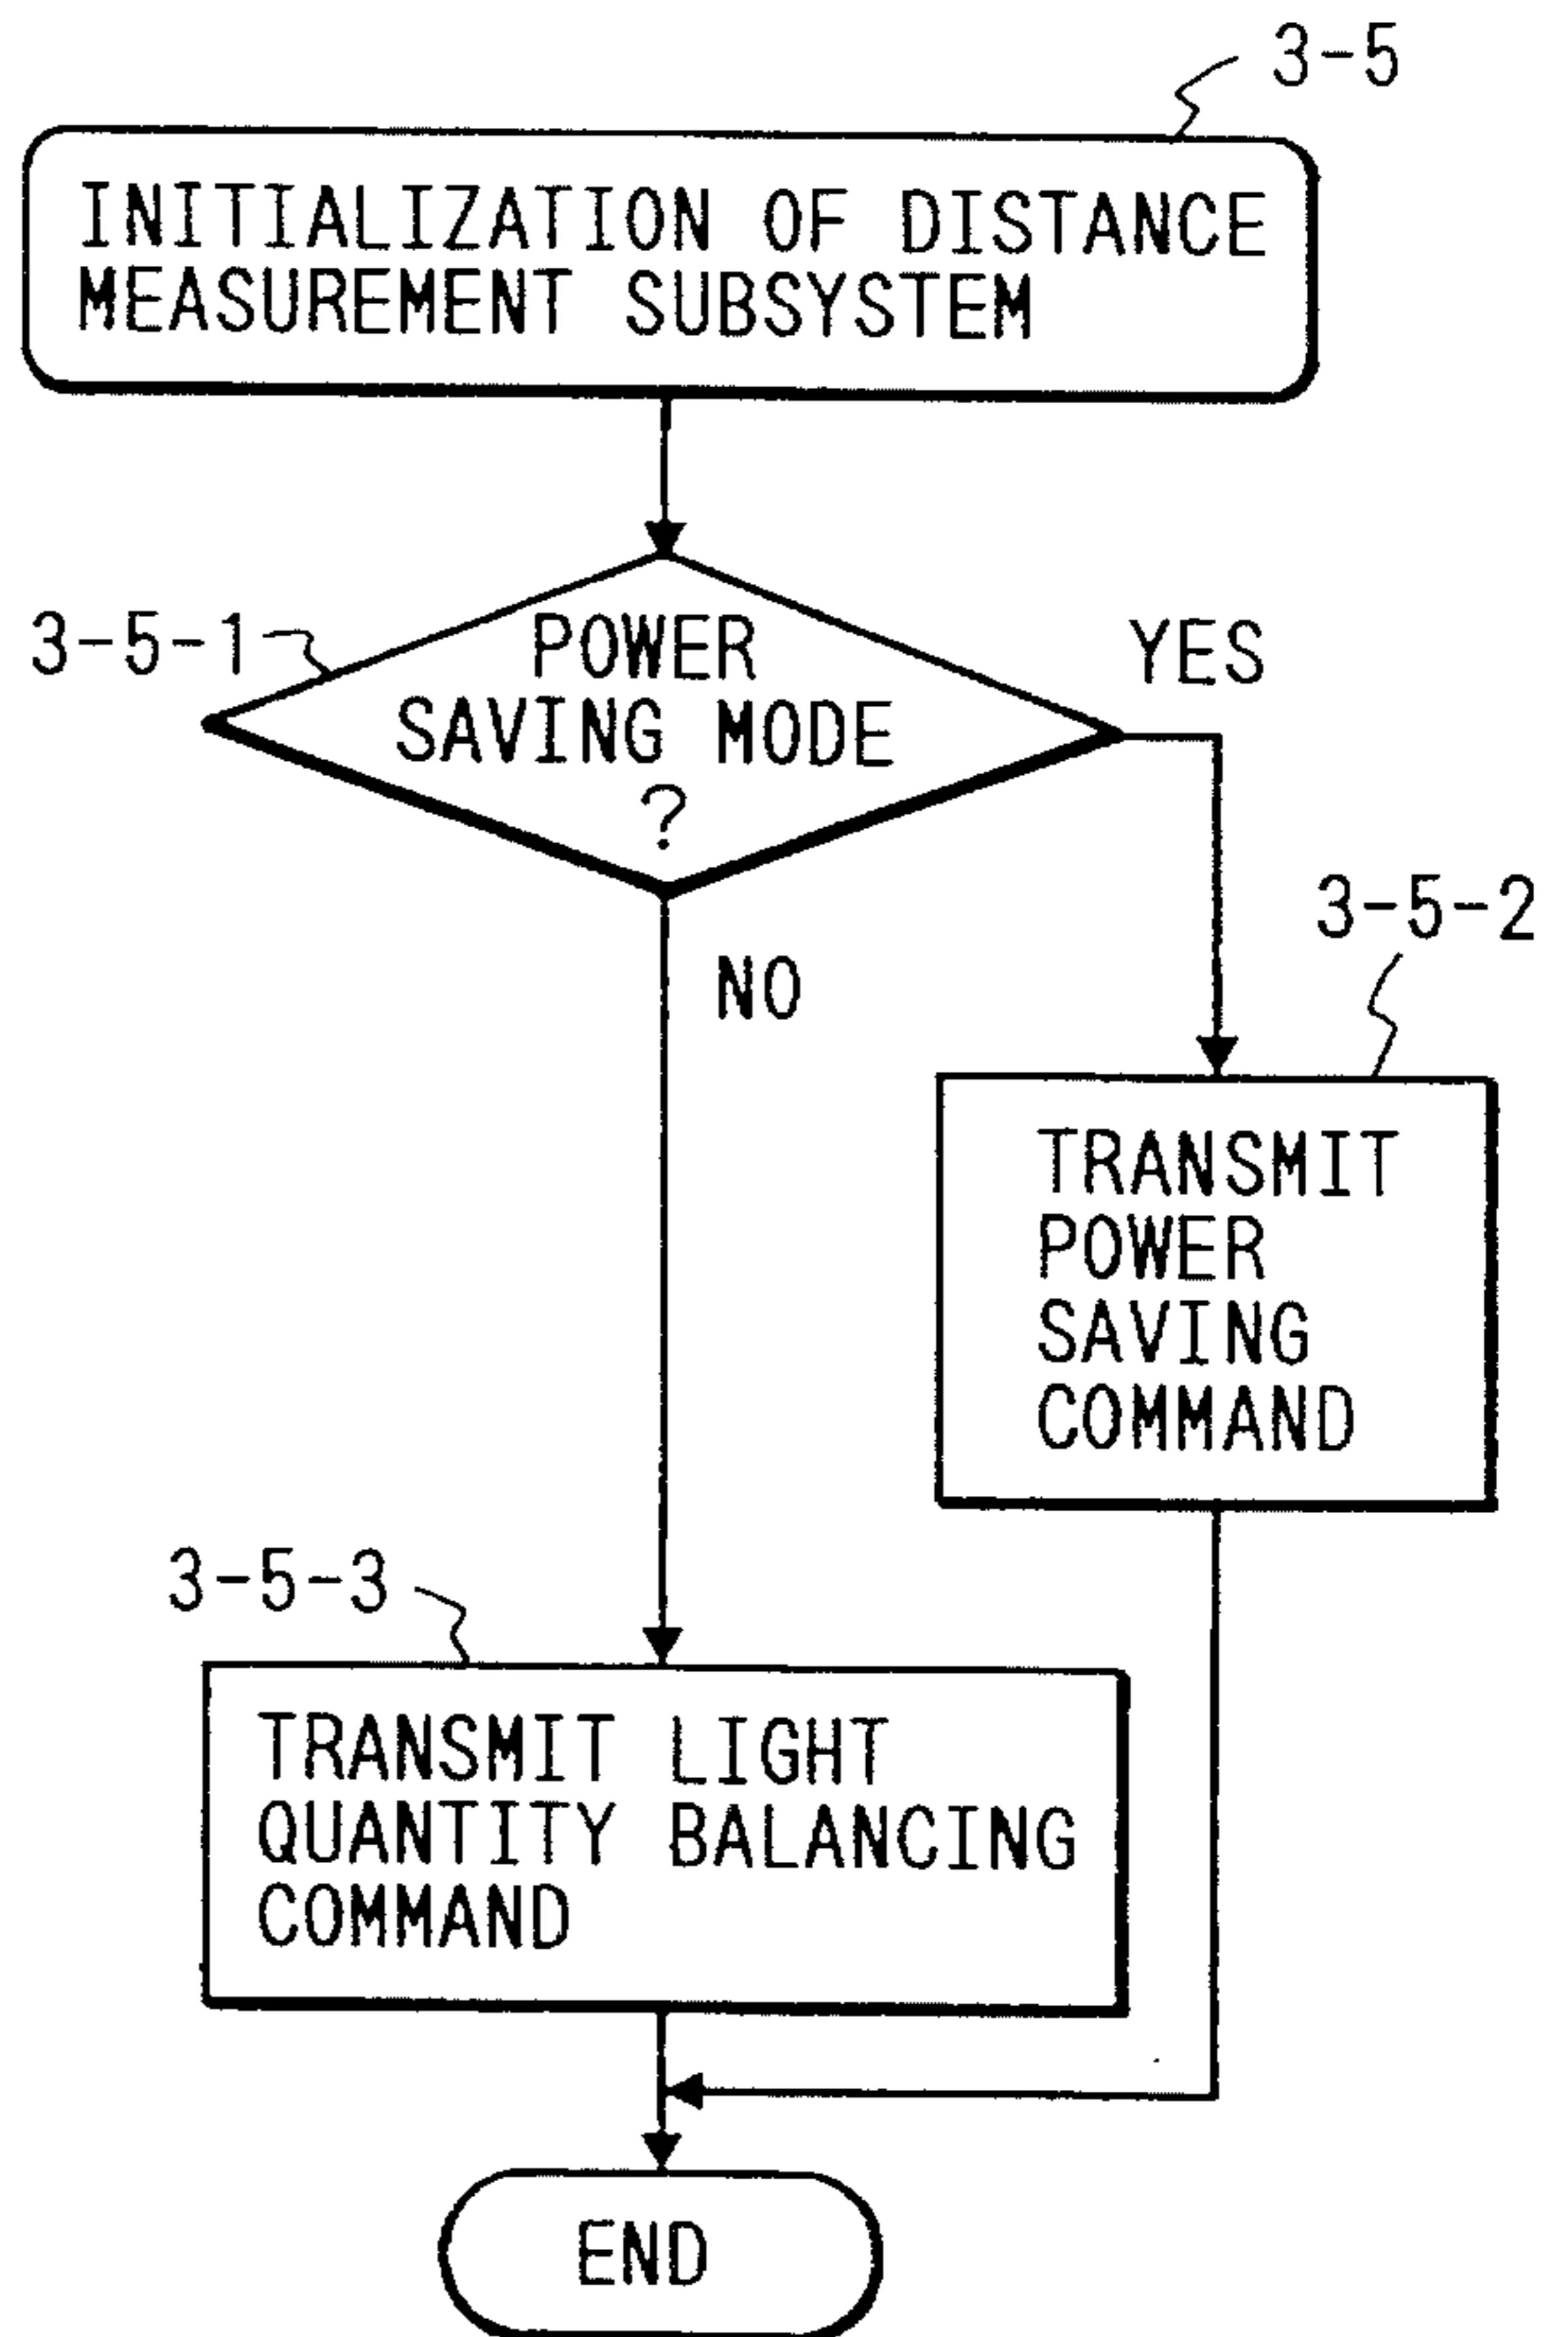 3-5
INITIALIZATION OF DISTANCE
MEASUREMENT SUBSYSTEM
3-5-1
POWER
SAVING MODE
?
YES
NO
3-5-2
TRANSMIT
POWER
SAVING
COMMAND
3-5-3
TRANSMIT LIGHT
QUANTITY BALANCING
COMMAND
END